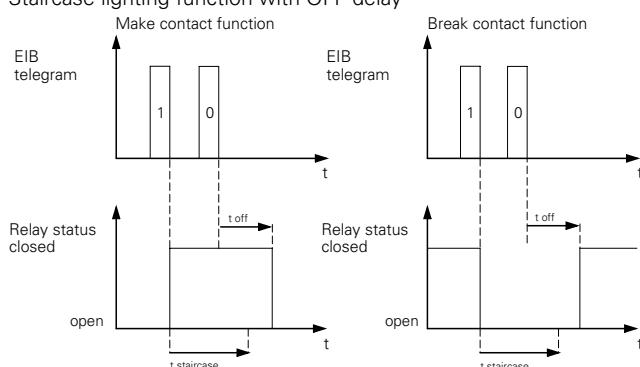 Staircase lighting function with OFF delay
Make contact function
EIB
telegram
1
0
t
t off
Relay status
closed
open
t
t staircase
Break contact function
EIB
telegram
1
0
t
t off
Relay status
closed
open
t
t staircase